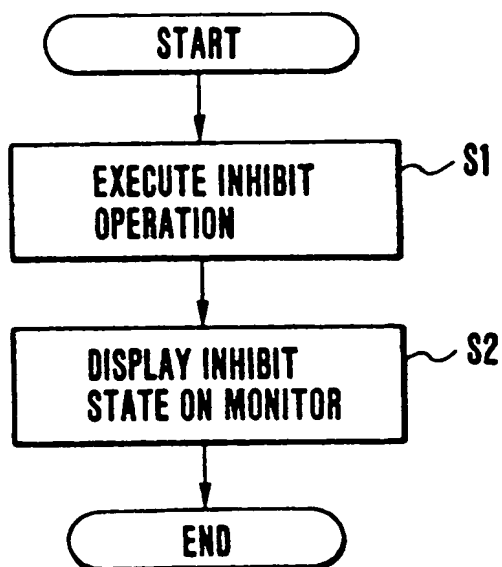 START
EXECUTE INHIBIT
OPERATION
S1
DISPLAY INHIBIT
STATE ON MONITOR
S2
END